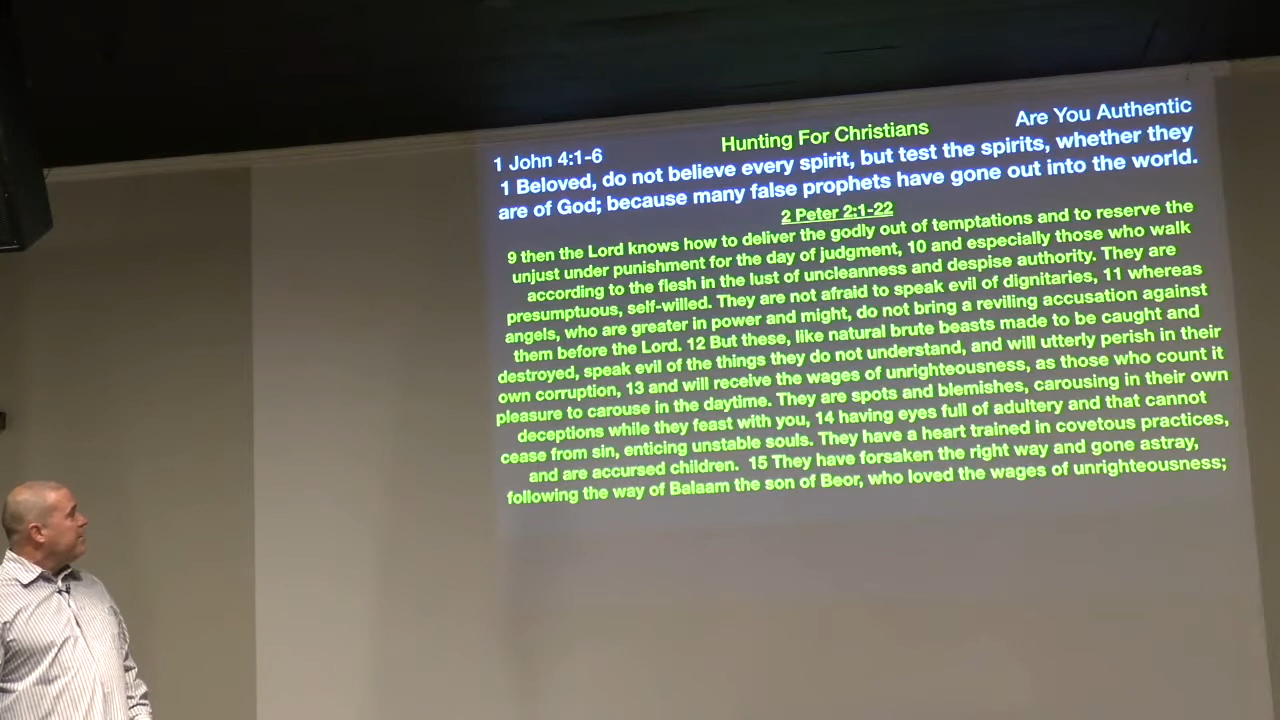 1 John 4:1-6 Hunting For Christians Are You Authentic
1 Beloved, do not believe every spirit, but test the spirits, whether they
are of God; because many false prophets have gone out into the world.
2 Peter 2:1-22
9 then the Lord knows how to deliver the godly out of temptations and to reserve the
unjust under punishment for the day of judgment, 10 and especially those who walk
according to the flesh in the lust of uncleanness and despise authority. They are
presumptuous, self-willed. They are not afraid to speak evil of dignitaries, 11 whereas
angels, who are greater in power and might, do not bring a reviling accusation against
them before the Lord. 12 But these, like natural brute beasts made to be caught and
destroyed, speak evil of the things they do not understand, and will utterly perish in their
own corruption, 13 and will receive the wages of unrighteousness, as those who count it
pleasure to carouse in the daytime. They are spots and blemishes, carousing in their own
deceptions while they feast with you, 14 having eyes full of adultery and that cannot
cease from sin, enticing unstable souls. They have a heart trained in covetous practices,
and are accursed children. 15 They have forsaken the right way and gone astray,
following the way of Balaam the son of Beor, who loved the wages of unrighteousness;